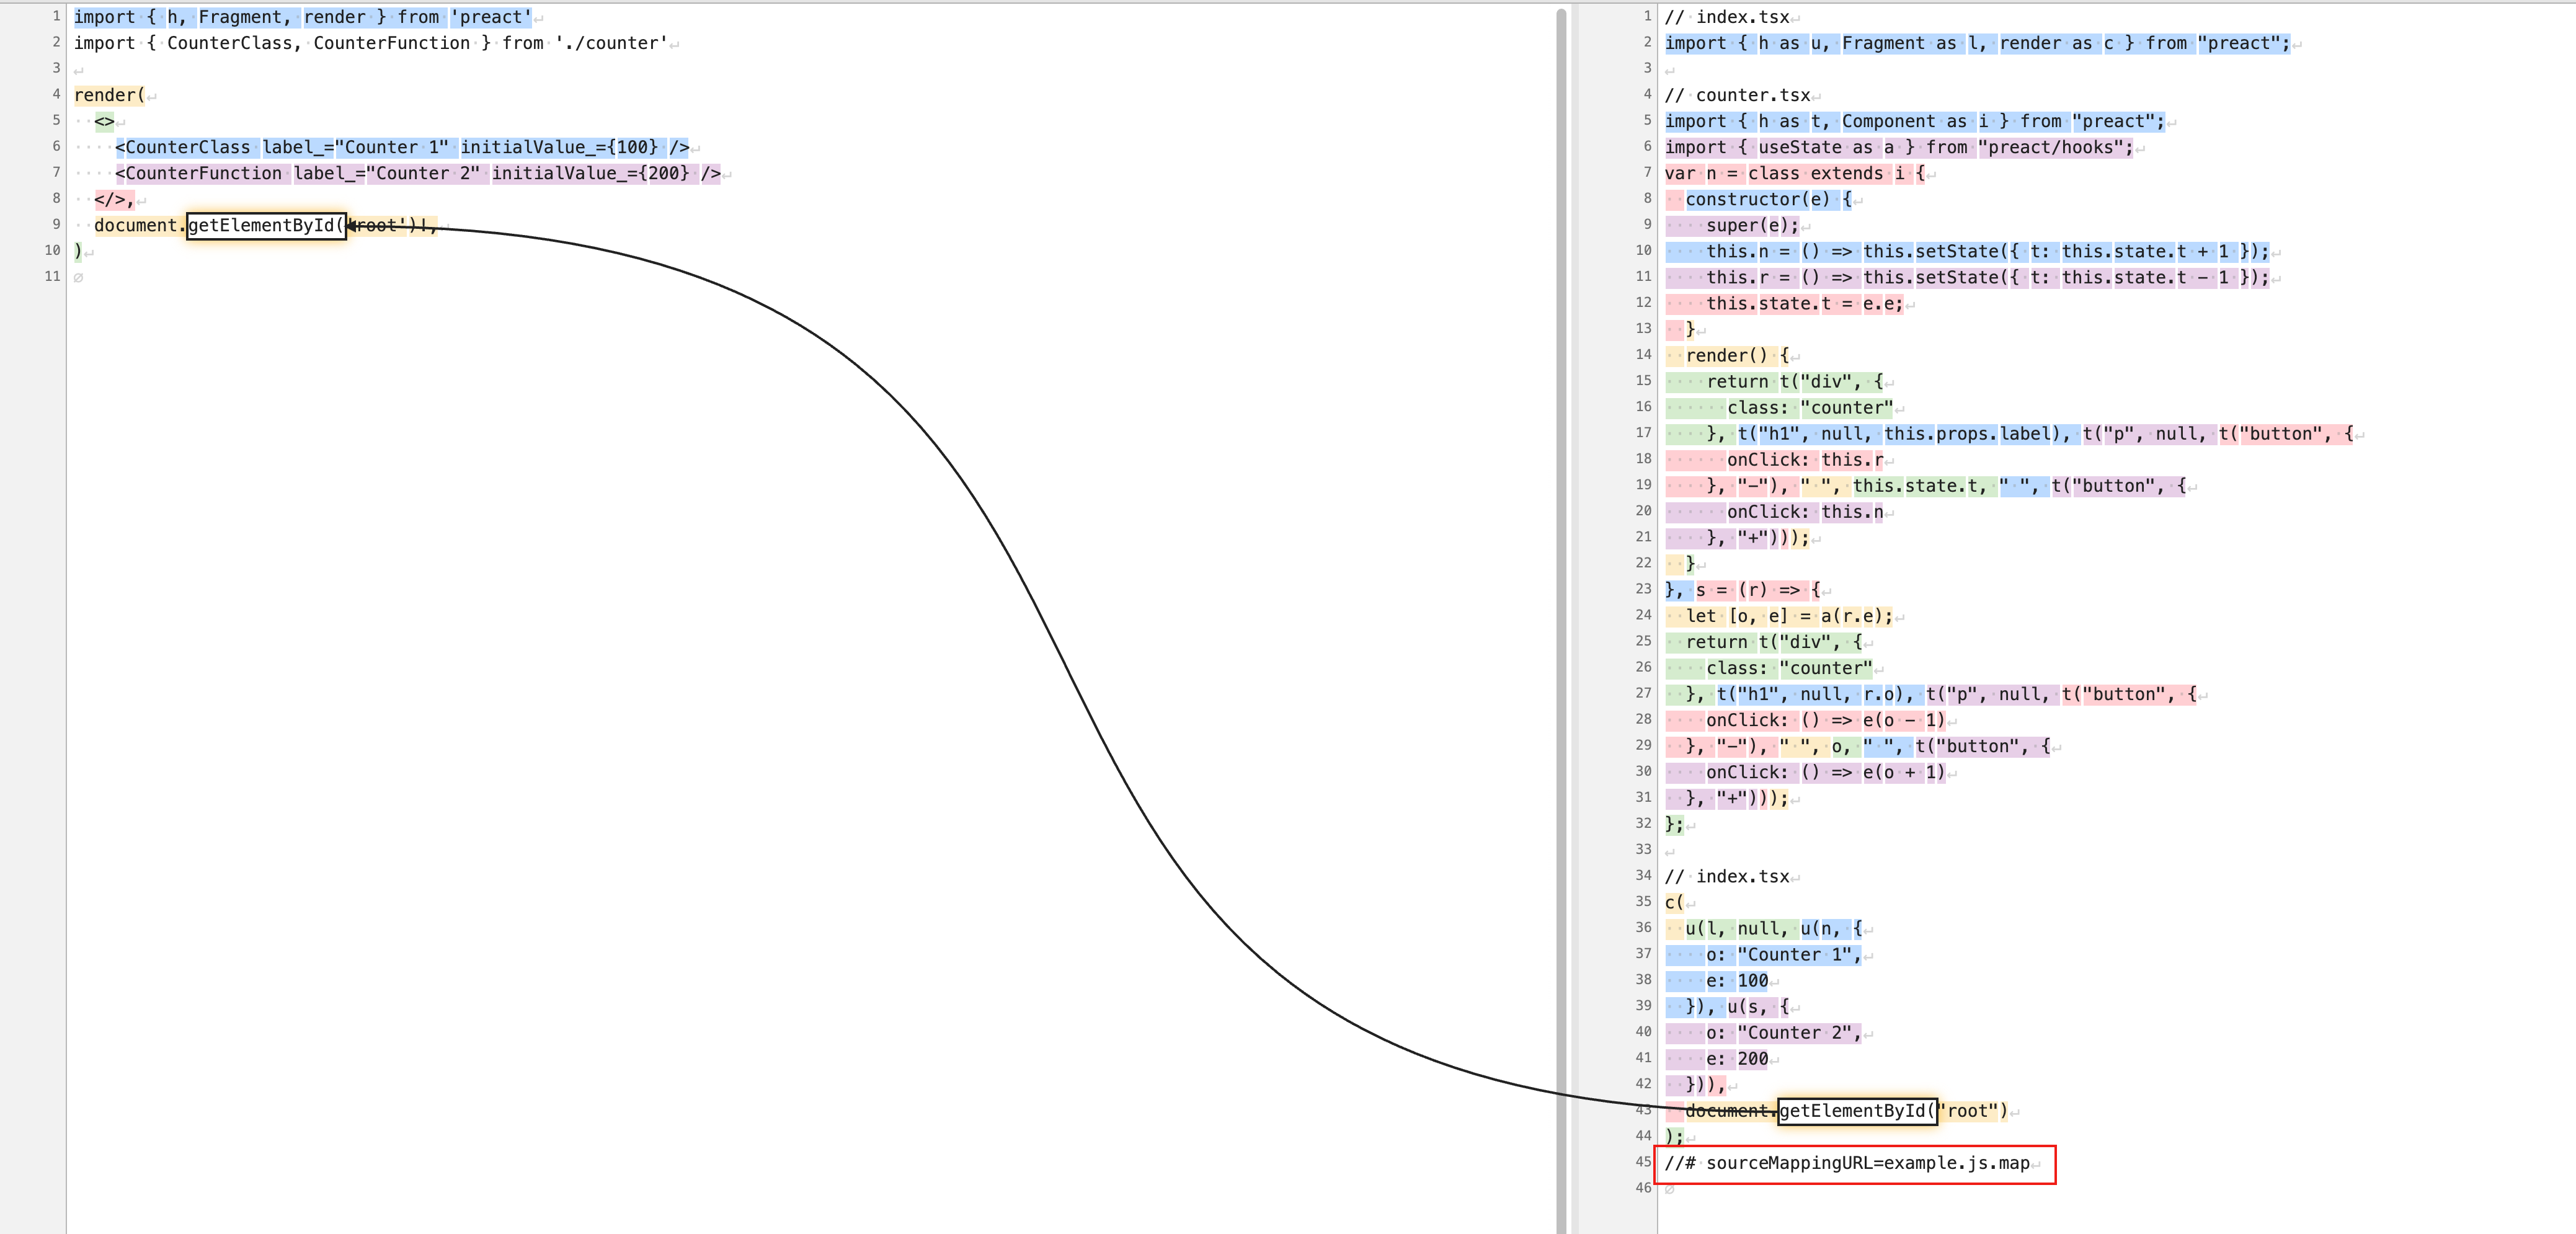 1 import { h, Fragment, render } from 'preact'
2 import { CounterClass, CounterFunction } from './counter'
3
4 render(
5   <>
6     <CounterClass label_="Counter 1" initialValue_={100} />
7     <CounterFunction label_="Counter 2" initialValue_={200} />
8   </>,
9   document.getElementById('root')!,
10 )
11
1 // index.tsx
2 import { h as u, Fragment as l, render as c } from "preact";
3
4 // counter.tsx
5 import { h as t, Component as i } from "preact";
6 import { useState as a } from "preact/hooks";
7 var n = class extends i {
8   constructor(e) {
9     super(e);
10     this.n = () => this.setState({ t: this.state.t + 1 });
11     this.r = () => this.setState({ t: this.state.t - 1 });
12     this.state.t = e.e;
13   }
14   render() {
15     return t("div", {
16       class: "counter"
17     }, t("h1", null, this.props.label), t("p", null, t("button", {
18       onClick: this.r
19     }, "-"), " ", this.state.t, " ", t("button", {
20       onClick: this.n
21     }, "+")));
22   }
23 }, s = (r) => {
24   let [o, e] = a(r.e);
25   return t("div", {
26     class: "counter"
27   }, t("h1", null, r.o), t("p", null, t("button", {
28     onClick: () => e(o - 1)
29   }, "-"), " ", o, " ", t("button", {
30     onClick: () => e(o + 1)
31   }, "+")));
32 };
33
34 // index.tsx
35 c(
36   u(l, null, u(n, {
37     o: "Counter 1",
38     e: 100
39   }), u(s, {
40     o: "Counter 2",
41     e: 200
42   })),
43   document.getElementById("root")
44 );
45 //# sourceMappingURL=example.js.map
46